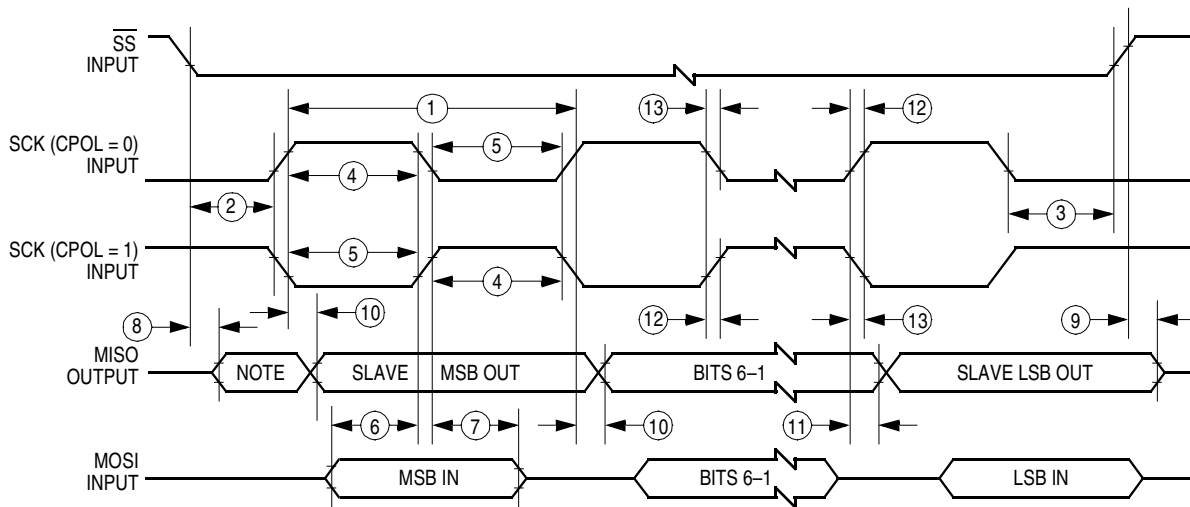 SS
INPUT
1
13
12
SCK (CPOL = 0)
INPUT
5
4
2
3
SCK (CPOL = 1)
INPUT
5
4
8
10
12
13
9
MISO
OUTPUT
NOTE
SLAVE MSB OUT
BITS 6–1
SLAVE LSB OUT
6
7
10
11
MOSI
INPUT
MSB IN
BITS 6–1
LSB IN